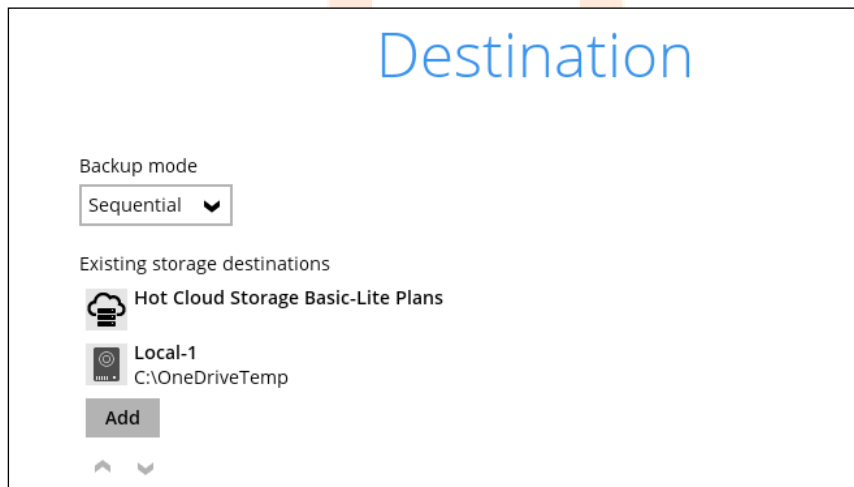 Destination
Backup mode
Sequential
Existing storage destinations
Hot Cloud Storage Basic-Lite Plans
Local-1
C:\OneDriveTemp
Add